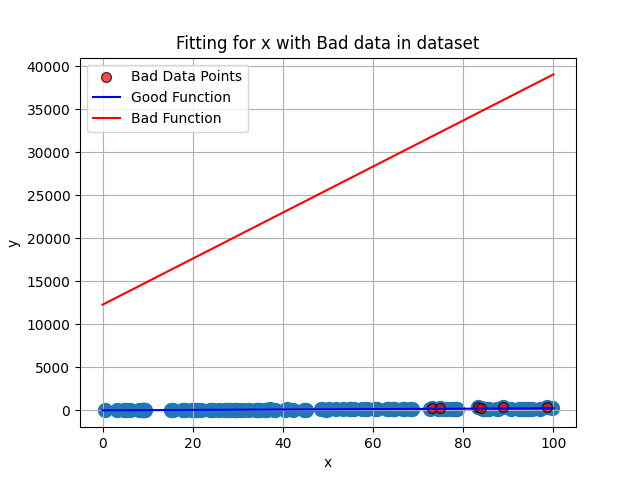 Fitting for x with Bad data in dataset
Bad Data Points
Good Function
Bad Function
40000
35000
30000
25000
20000
15000
10000
5000
0
y
0 20 40 60 80 100
x